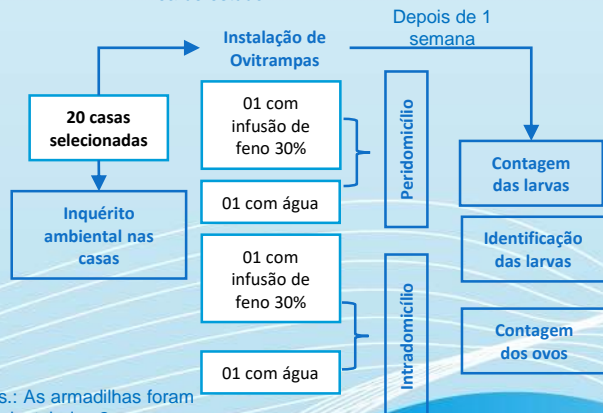 Depois de 1
semana
Instalação de
Ovitrampas
20 casas
selecionadas
Inquérito
ambiental nas
casas
01 com
infusão de
feno 30%
01 com água
Peridomicílio
01 com
infusão de
feno 30%
01 com água
Intradomicílio
Contagem
das larvas
Identificação
das larvas
Contagem
dos ovos
s.: As armadilhas foram